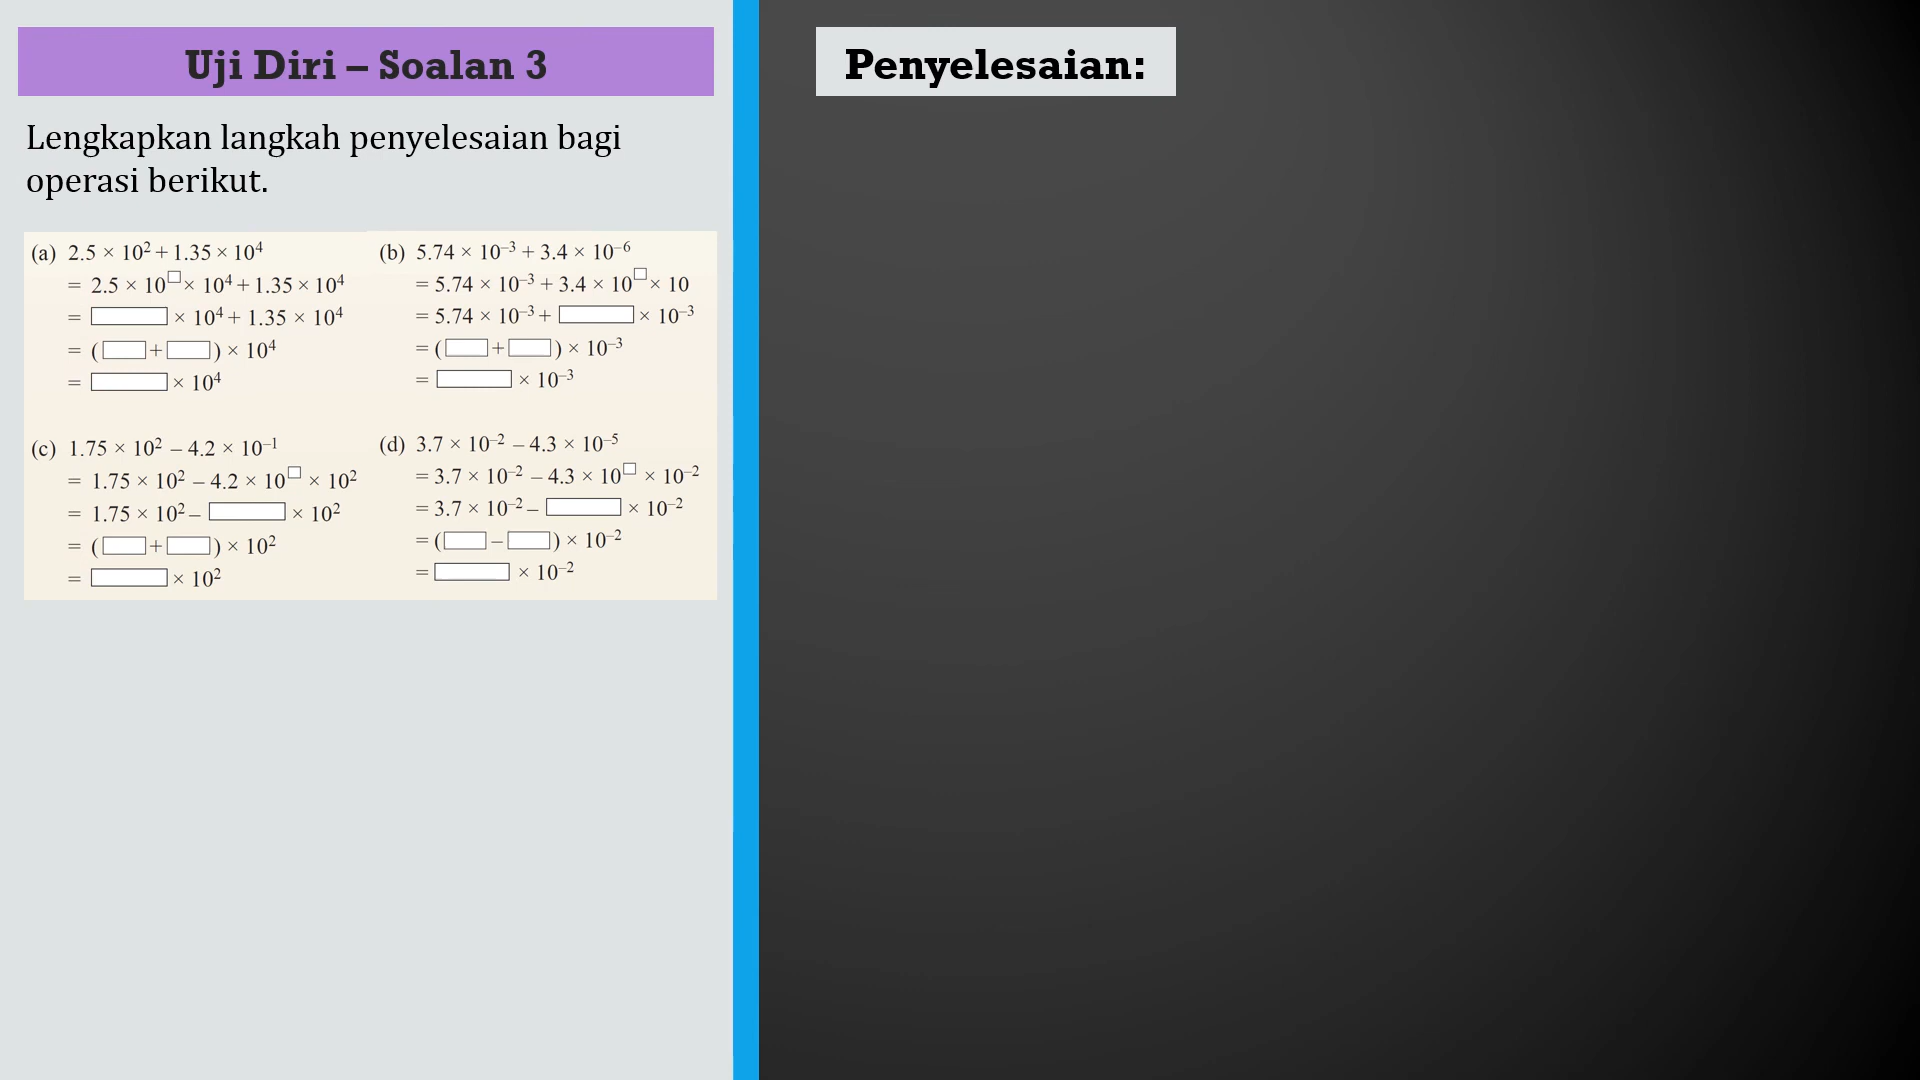 Uji Diri – Soalan 3
Lengkapkan langkah penyelesaian bagi
operasi berikut.
(a) 2.5 × 10² + 1.35 × 10⁴
= 2.5 × 10^□ × 10⁴ + 1.35 × 10⁴
= □ × 10⁴ + 1.35 × 10⁴
= (□ + □) × 10⁴
= □ × 10⁴
(b) 5.74 × 10⁻³ + 3.4 × 10⁻⁶
= 5.74 × 10⁻³ + 3.4 × 10^□ × 10
= 5.74 × 10⁻³ + □ × 10⁻³
= (□ + □) × 10⁻³
= □ × 10⁻³
(c) 1.75 × 10² – 4.2 × 10⁻¹
= 1.75 × 10² – 4.2 × 10^□ × 10²
= 1.75 × 10² – □ × 10²
= (□ + □) × 10²
= □ × 10²
(d) 3.7 × 10⁻² – 4.3 × 10⁻⁵
= 3.7 × 10⁻² – 4.3 × 10^□ × 10⁻²
= 3.7 × 10⁻² – □ × 10⁻²
= (□ – □) × 10⁻²
= □ × 10⁻²
Penyelesaian: